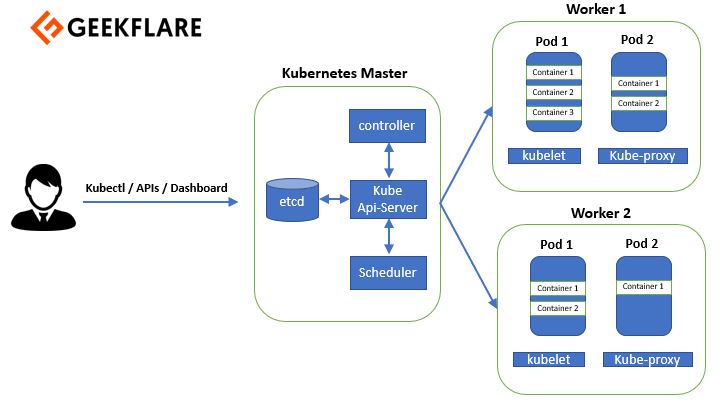 GEEKFLARE
Kubectl / APIs / Dashboard
Kubernetes Master
controller
etcd
Kube
Api-Server
Scheduler
Worker 1
Pod 1
Container 1
Container 2
Container 3
Pod 2
Container 1
Container 2
kubelet
Kube-proxy
Worker 2
Pod 1
Container 1
Container 2
Pod 2
Container 1
kubelet
Kube-proxy